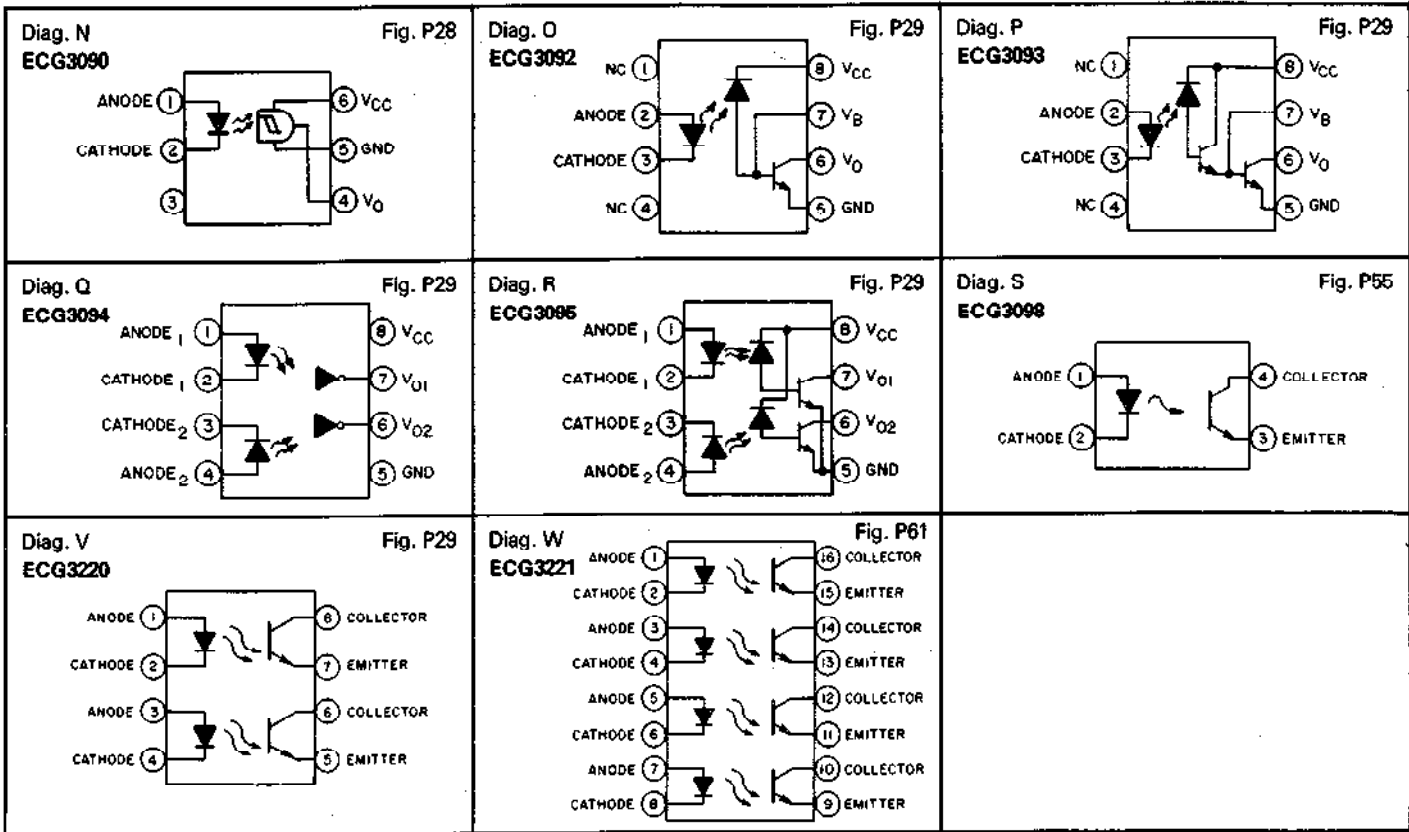 Diag. N
Fig. P28
ECG3090
ANODE 1
6 VCC
CATHODE 2
5 GND
3
4 VO
Diag. O
Fig. P29
ECG3092
NC 1
8 VCC
ANODE 2
7 VB
CATHODE 3
6 VO
NC 4
5 GND
Diag. P
Fig. P29
ECG3093
NC 1
8 VCC
ANODE 2
7 VB
CATHODE 3
6 VO
NC 4
5 GND
Diag. Q
Fig. P29
ECG3094
ANODE 1 1
8 VCC
CATHODE 1 2
7 VO1
CATHODE 2 3
6 VO2
ANODE 2 4
5 GND
Diag. R
Fig. P29
ECG3095
ANODE 1 1
8 VCC
CATHODE 1 2
7 VO1
CATHODE 2 3
6 VO2
ANODE 2 4
5 GND
Diag. S
Fig. P55
ECG3098
ANODE 1
4 COLLECTOR
CATHODE 2
3 EMITTER
Diag. V
Fig. P29
ECG3220
ANODE 1
8 COLLECTOR
CATHODE 2
7 EMITTER
ANODE 3
6 COLLECTOR
CATHODE 4
5 EMITTER
Diag. W
Fig. P61
ECG3221
ANODE 1
16 COLLECTOR
CATHODE 2
15 EMITTER
ANODE 3
14 COLLECTOR
CATHODE 4
13 EMITTER
ANODE 5
12 COLLECTOR
CATHODE 6
11 EMITTER
ANODE 7
10 COLLECTOR
CATHODE 8
9 EMITTER